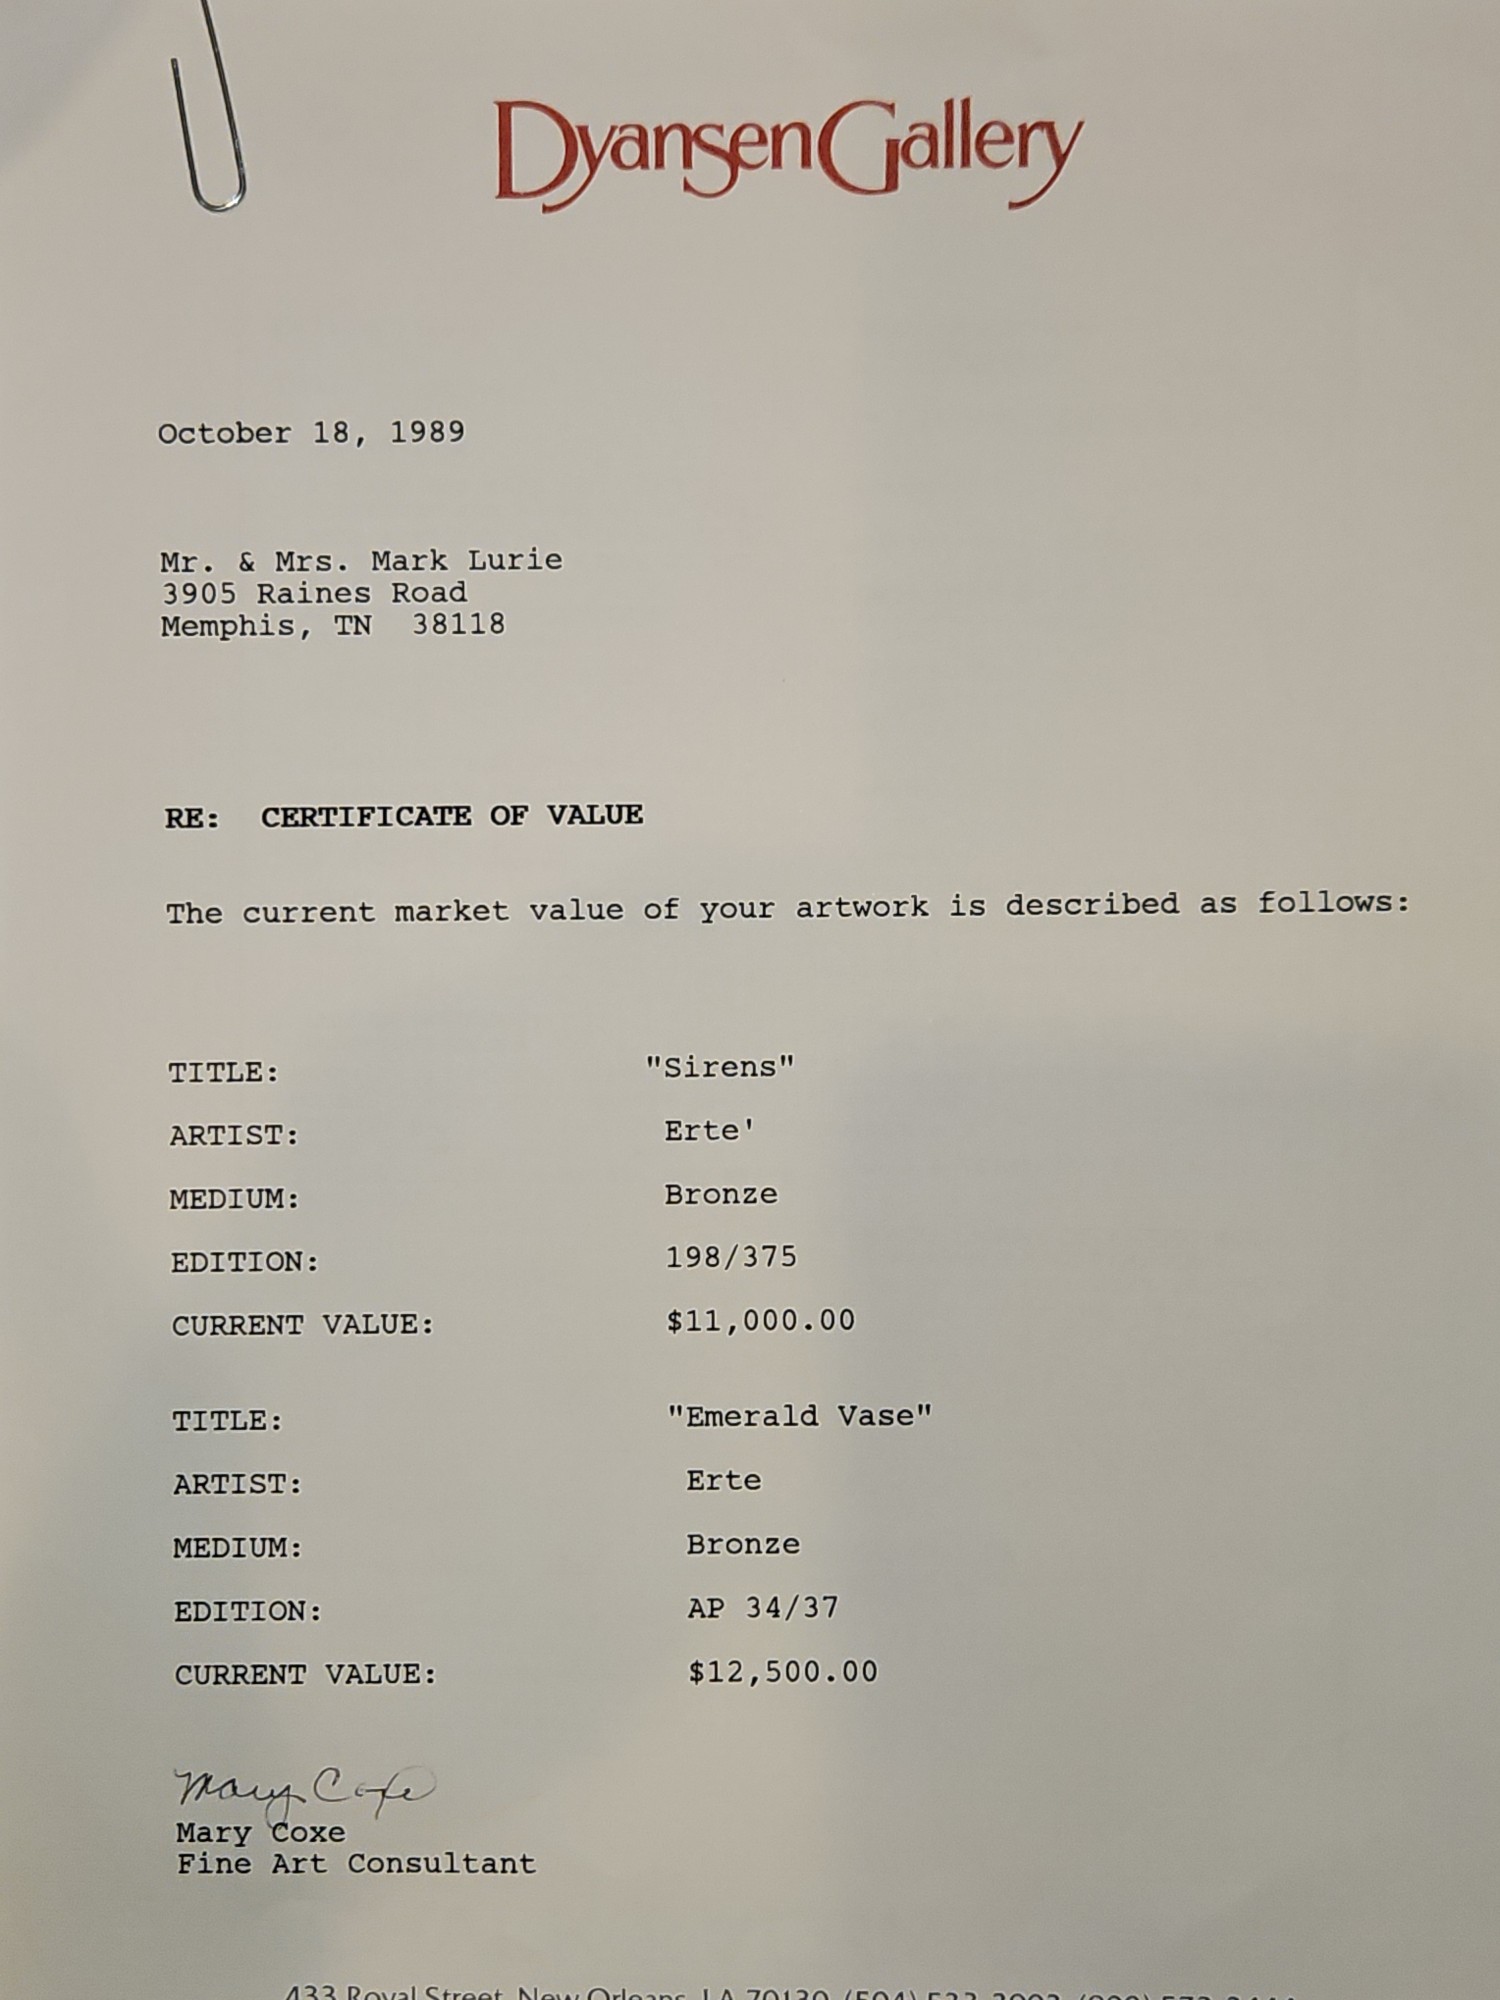 Dyansen Gallery
October 18, 1989
Mr. & Mrs. Mark Lurie
3905 Raines Road
Memphis, TN 38118
RE: CERTIFICATE OF VALUE
The current market value of your artwork is described as follows:
TITLE: "Sirens"
ARTIST: Erte'
MEDIUM: Bronze
EDITION: 198/375
CURRENT VALUE: $11,000.00
TITLE: "Emerald Vase"
ARTIST: Erte
MEDIUM: Bronze
EDITION: AP 34/37
CURRENT VALUE: $12,500.00
Mary Coxe
Mary Coxe
Fine Art Consultant
433 Royal Street, New Orleans, LA 70130 (504)